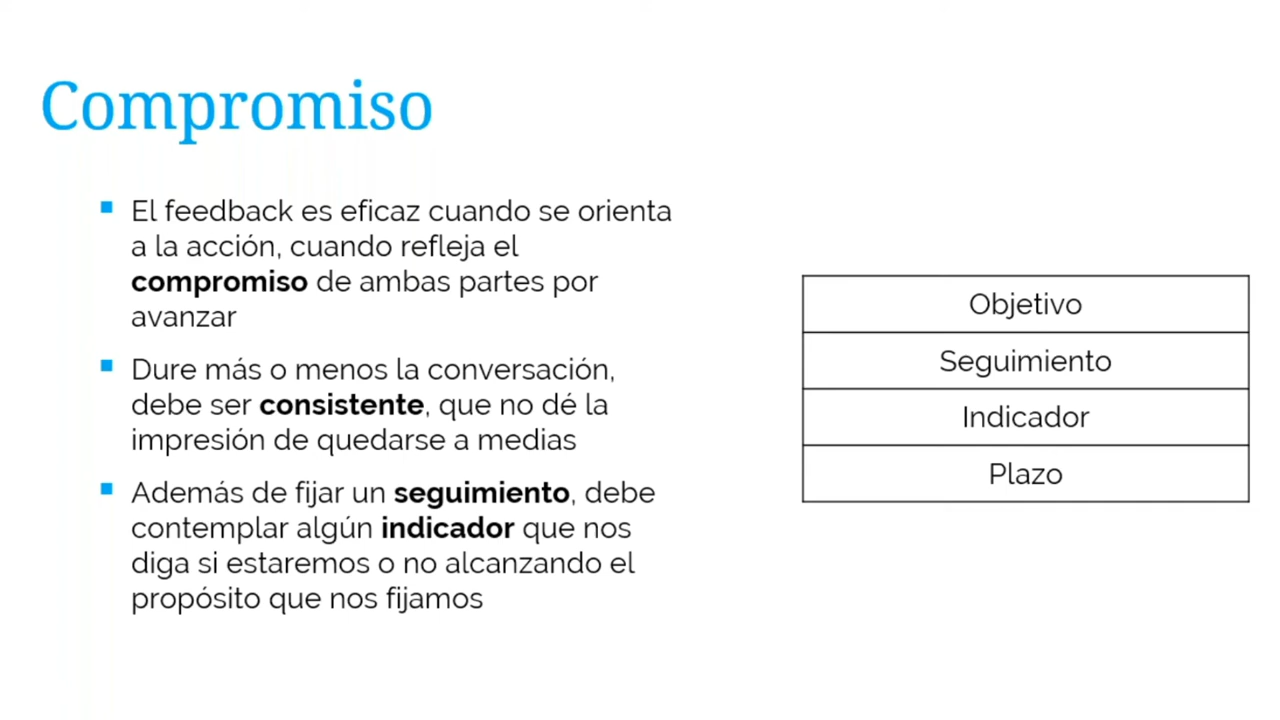 Compromiso
El feedback es eficaz cuando se orienta
a la acción, cuando refleja el
compromiso de ambas partes por
avanzar
Dure más o menos la conversación,
debe ser consistente, que no dé la
impresión de quedarse a medias
Además de fijar un seguimiento, debe
contemplar algún indicador que nos
diga si estaremos o no alcanzando el
propósito que nos fijamos
Objetivo
Seguimiento
Indicador
Plazo